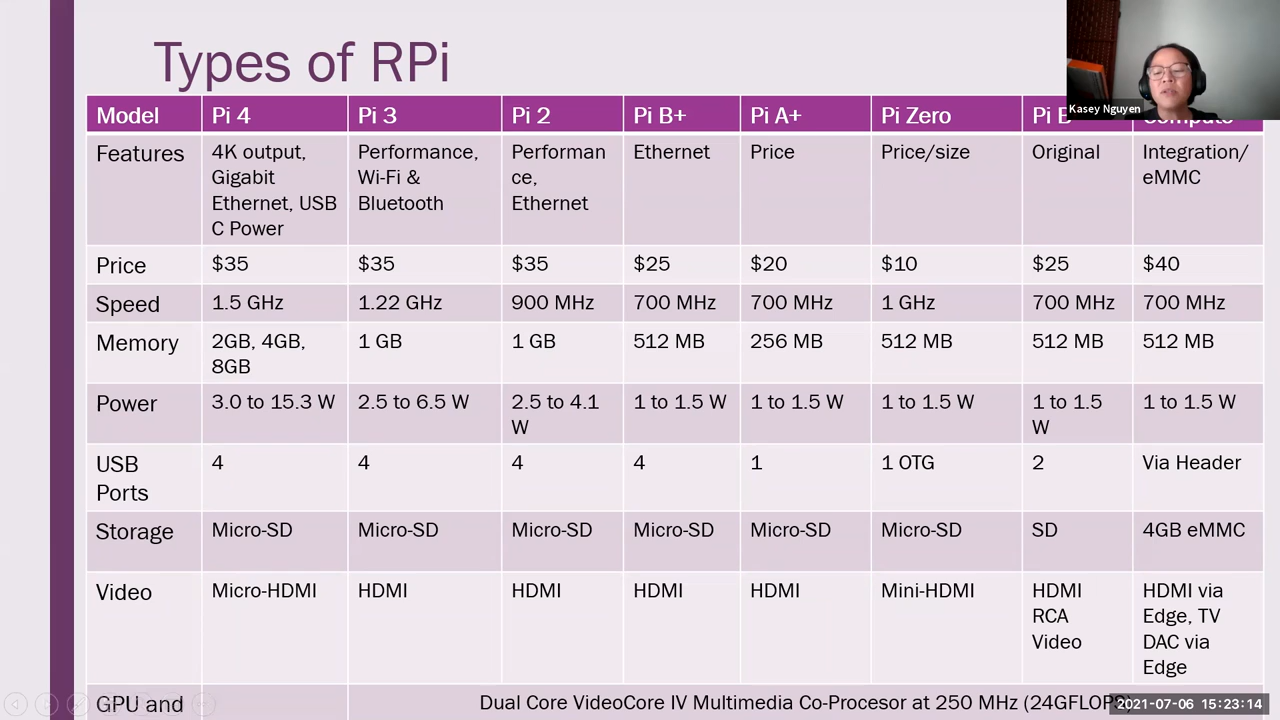 Types of RPi
Kasey Nguyen
Model Pi 4 Pi 3 Pi 2 Pi B+ Pi A+ Pi Zero Pi B Compute
Features 4K output, Performance, Performan Ethernet Price Price/size Original Integration/
Gigabit Wi-Fi & ce, eMMC
Ethernet, USB Bluetooth Ethernet
C Power
Price $35 $35 $35 $25 $20 $10 $25 $40
Speed 1.5 GHz 1.22 GHz 900 MHz 700 MHz 700 MHz 1 GHz 700 MHz 700 MHz
Memory 2GB, 4GB, 1 GB 1 GB 512 MB 256 MB 512 MB 512 MB 512 MB
8GB
Power 3.0 to 15.3 W 2.5 to 6.5 W 2.5 to 4.1 1 to 1.5 W 1 to 1.5 W 1 to 1.5 W 1 to 1.5 1 to 1.5 W
W W
USB 4 4 4 4 1 1 OTG 2 Via Header
Ports
Storage Micro-SD Micro-SD Micro-SD Micro-SD Micro-SD Micro-SD SD 4GB eMMC
Video Micro-HDMI HDMI HDMI HDMI HDMI Mini-HDMI HDMI HDMI via
RCA Edge, TV
Video DAC via
Edge
GPU and Dual Core VideoCore IV Multimedia Co-Procesor at 250 MHz (24GFLOPS)
2021-07-06 15:23:14